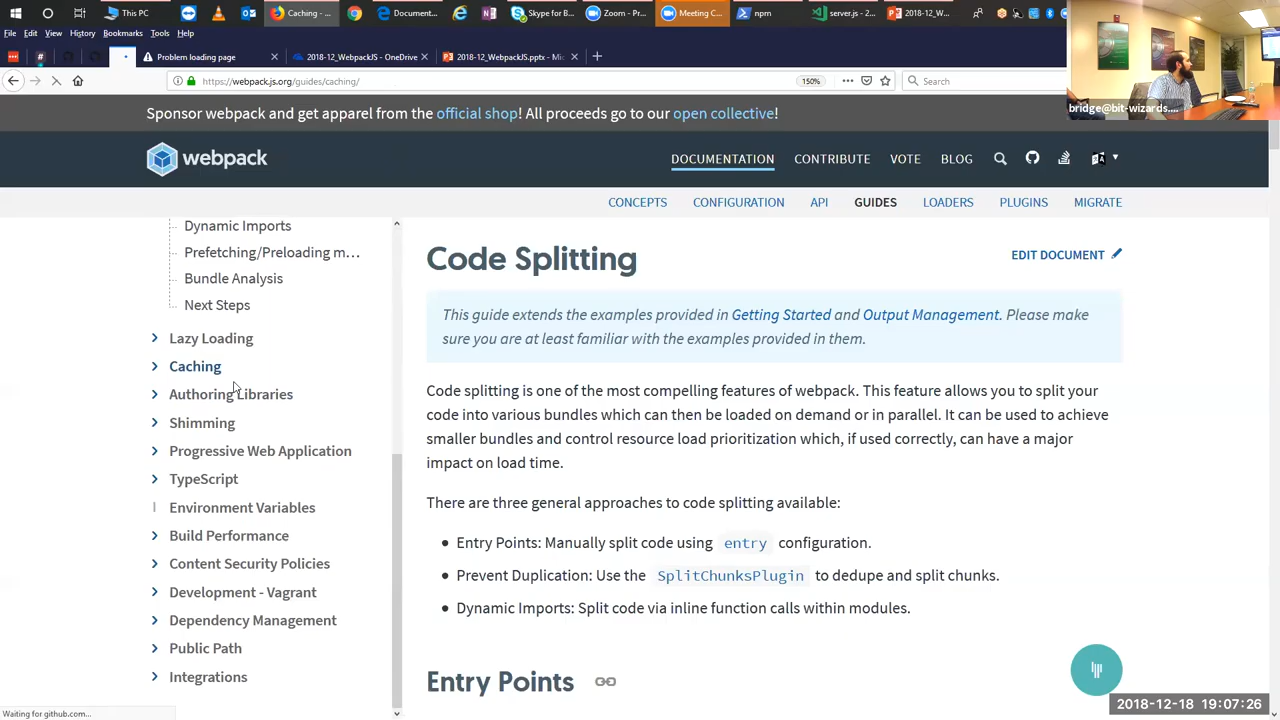 This PC
Caching - ...
Document...
Skype for B...
Zoom - Pr...
Meeting C...
npm
server.js - 2...
2018-12_W...
File Edit View History Bookmarks Tools Help
Problem loading page
2018-12_WebpackJS - OneDrive
2018-12_WebpackJS.pptx - Mic
https://webpack.js.org/guides/caching/
150%
Search
bridge@bit-wizards....
Sponsor webpack and get apparel from the official shop! All proceeds go to our open collective!
webpack
DOCUMENTATION CONTRIBUTE VOTE BLOG
CONCEPTS CONFIGURATION API GUIDES LOADERS PLUGINS MIGRATE
Dynamic Imports
Prefetching/Preloading m...
Bundle Analysis
Next Steps
Lazy Loading
Caching
Authoring Libraries
Shimming
Progressive Web Application
TypeScript
Environment Variables
Build Performance
Content Security Policies
Development - Vagrant
Dependency Management
Public Path
Integrations
Code Splitting
EDIT DOCUMENT
This guide extends the examples provided in Getting Started and Output Management. Please make
sure you are at least familiar with the examples provided in them.
Code splitting is one of the most compelling features of webpack. This feature allows you to split your
code into various bundles which can then be loaded on demand or in parallel. It can be used to achieve
smaller bundles and control resource load prioritization which, if used correctly, can have a major
impact on load time.
There are three general approaches to code splitting available:
• Entry Points: Manually split code using entry configuration.
• Prevent Duplication: Use the SplitChunksPlugin to dedupe and split chunks.
• Dynamic Imports: Split code via inline function calls within modules.
Entry Points
Waiting for github.com...
2018-12-18 19:07:26